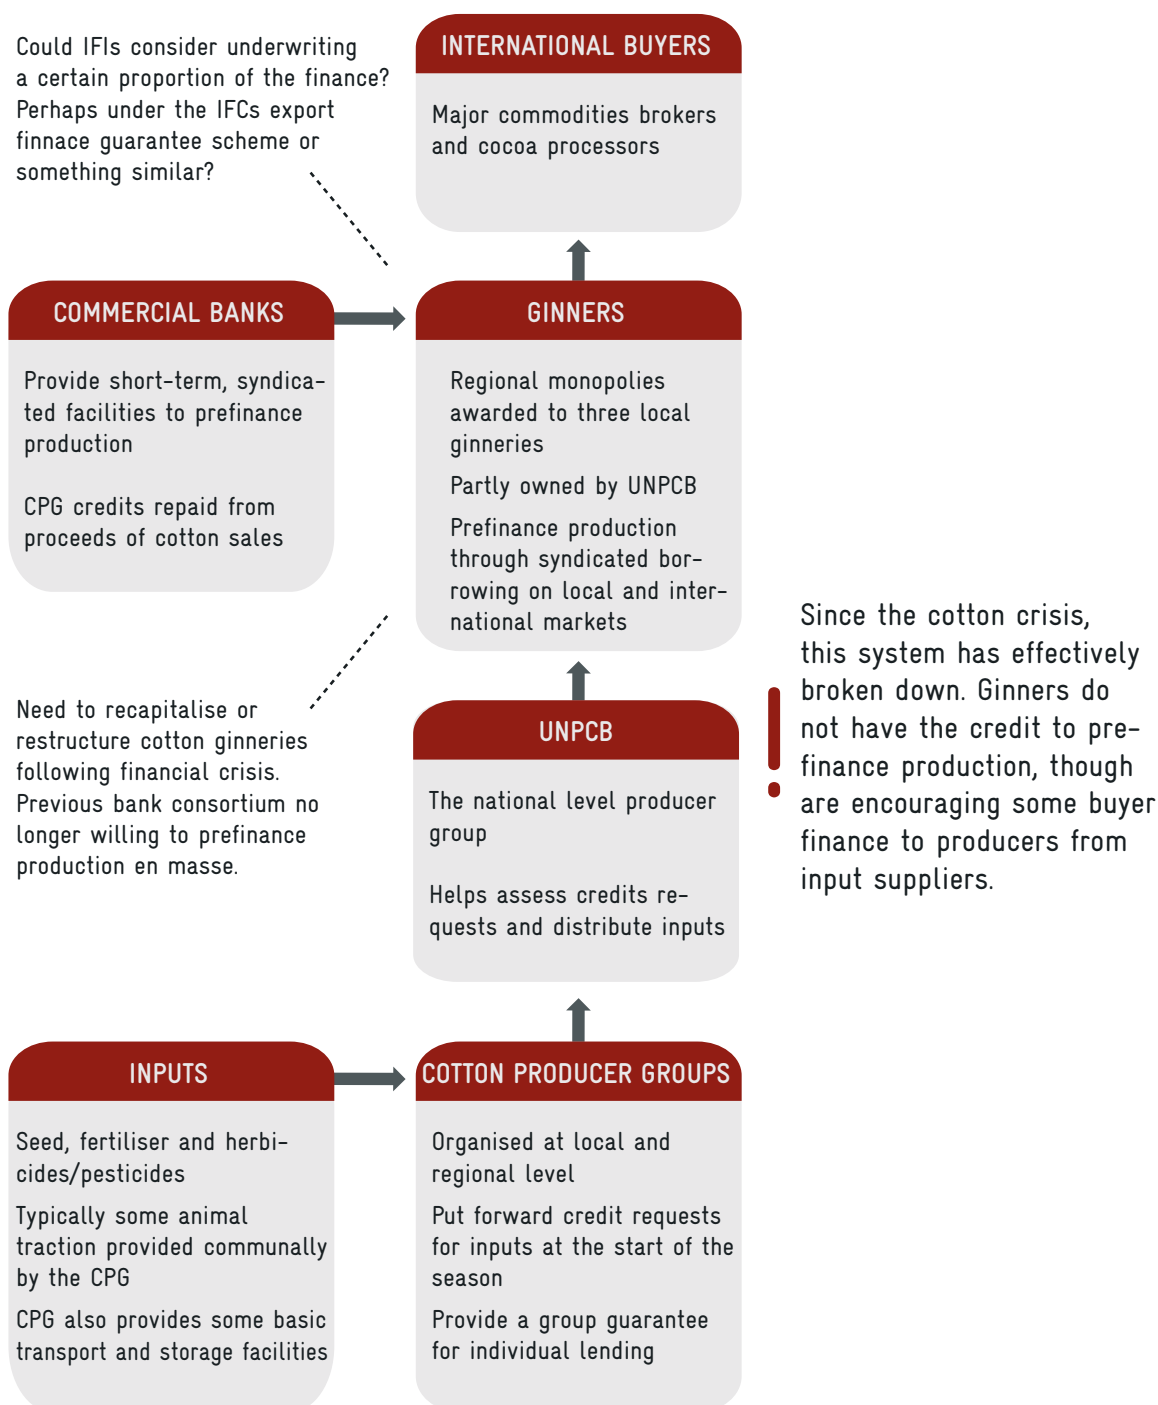 Could IFIs consider underwriting
a certain proportion of the finance?
Perhaps under the IFCs export
finnace guarantee scheme or
something similar?
INTERNATIONAL BUYERS
Major commodities brokers
and cocoa processors
COMMERCIAL BANKS
Provide short-term, syndica-
ted facilities to prefinance
production
CPG credits repaid from
proceeds of cotton sales
GINNERS
Regional monopolies
awarded to three local
ginneries
Partly owned by UNPCB
Prefinance production
through syndicated bor-
rowing on local and inter-
national markets
Since the cotton crisis,
this system has effectively
broken down. Ginners do
not have the credit to pre-
finance production, though
are encouraging some buyer
finance to producers from
input suppliers.
Need to recapitalise or
restructure cotton ginneries
following financial crisis.
Previous bank consortium no
longer willing to prefinance
production en masse.
UNPCB
The national level producer
group
Helps assess credits re-
quests and distribute inputs
INPUTS
Seed, fertiliser and herbi-
cides/pesticides
Typically some animal
traction provided communally
by the CPG
CPG also provides some basic
transport and storage facilities
COTTON PRODUCER GROUPS
Organised at local and
regional level
Put forward credit requests
for inputs at the start of the
season
Provide a group guarantee
for individual lending